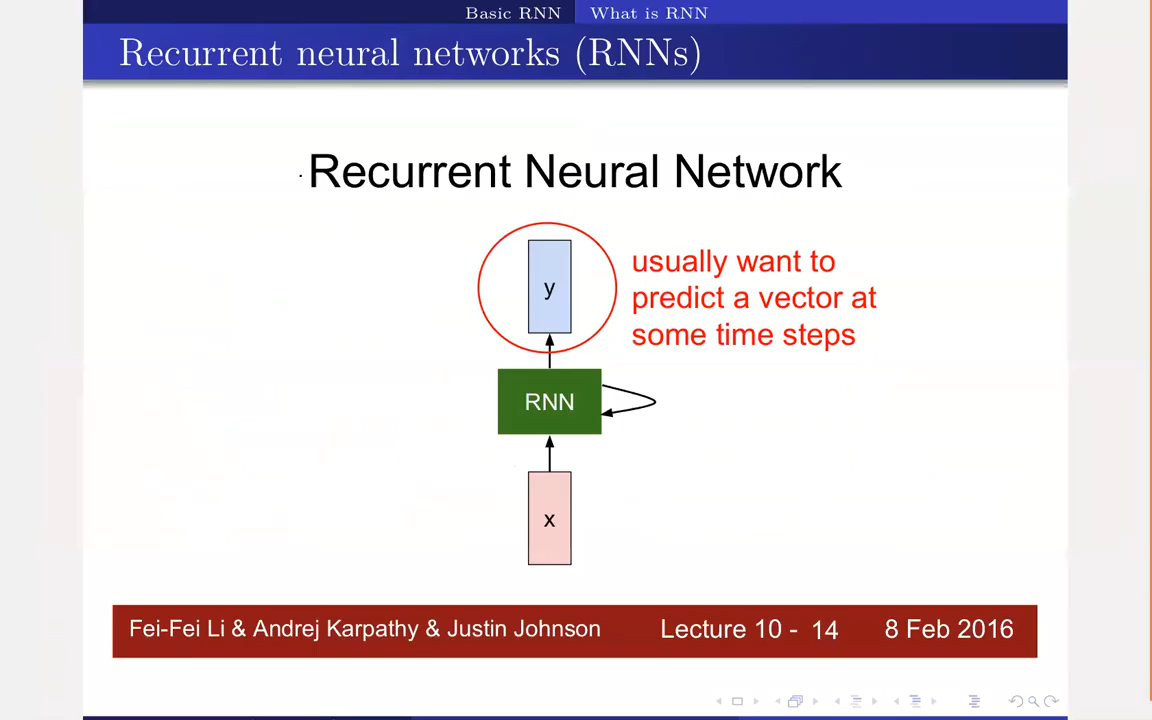 Basic RNN What is RNN
Recurrent neural networks (RNNs)
Recurrent Neural Network
y
usually want to
predict a vector at
some time steps
RNN
x
Fei-Fei Li & Andrej Karpathy & Justin Johnson Lecture 10 - 14 8 Feb 2016